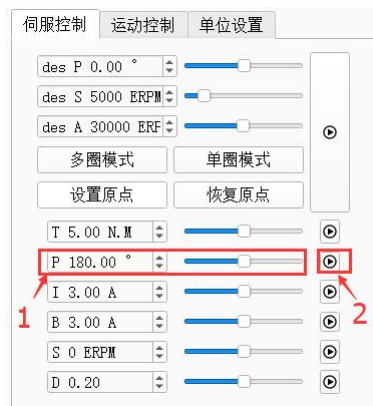 伺服控制 运动控制 单位设置
des P 0.00 °
des S 5000 ERPM
des A 30000 ERF
多圈模式 单圈模式
设置原点 恢复原点
T 5.00 N.M
P 180.00 °
I 3.00 A
1 2
B 3.00 A
S 0 ERPM
D 0.20